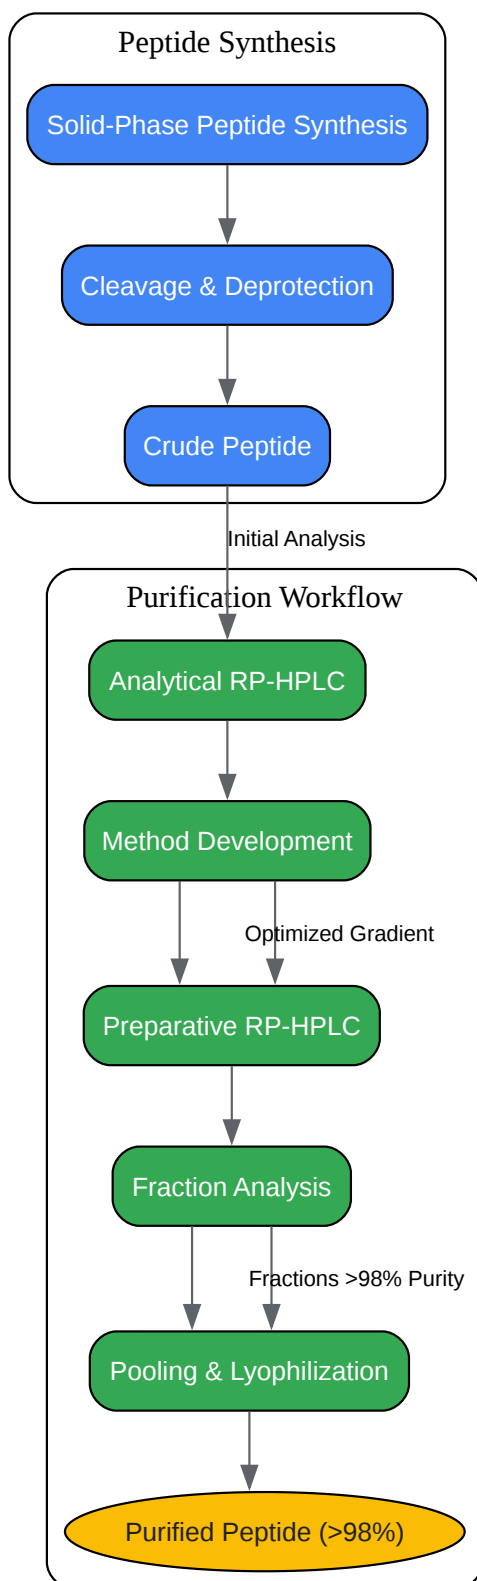 Peptide Synthesis
Solid-Phase Peptide Synthesis
Cleavage & Deprotection
Crude Peptide
Initial Analysis
Purification Workflow
Analytical RP-HPLC
Method Development
Optimized Gradient
Preparative RP-HPLC
Fraction Analysis
Fractions >98% Purity
Pooling & Lyophilization
Purified Peptide (>98%)